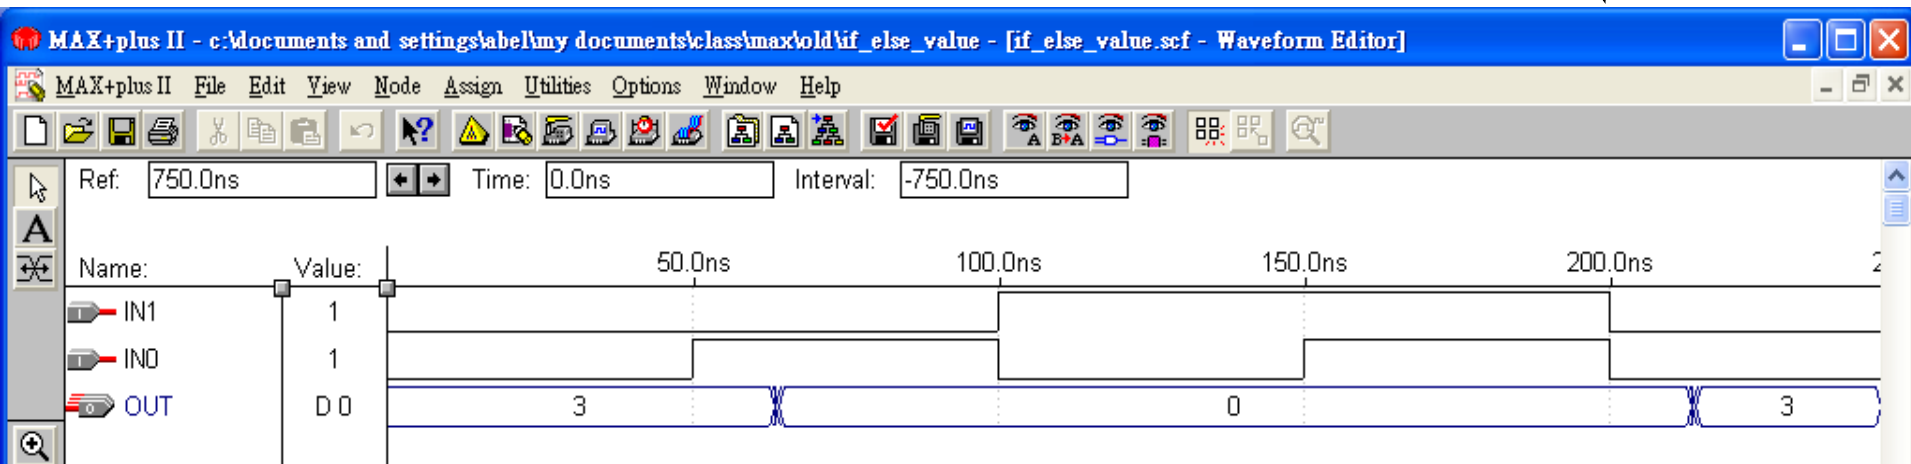 MAX+plus II - c:\documents and settings\abel\my documents\class\max\old\if_else_value - [if_else_value.scf - Waveform Editor]
MAX+plus II File Edit View Node Assign Utilities Options Window Help
Ref: 750.0ns Time: 0.0ns Interval: -750.0ns
A
50.0ns 100.0ns 150.0ns 200.0ns 2
Name: Value:
IN1 1
IN0 1
OUT D 0 3 0 3